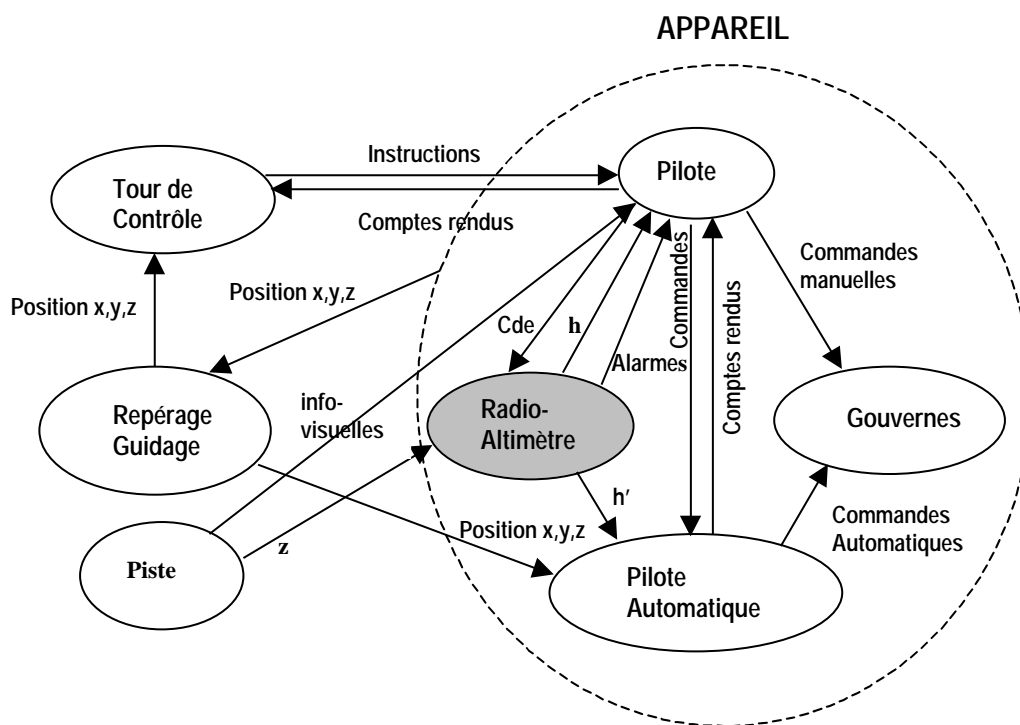 APPAREIL
Instructions
Pilote
Tour de
Contrôle
Comptes rendus
Commandes
manuelles
Position x,y,z
Position x,y,z
Commandes
Comptes rendus
Cde
h
Alarmes
Repérage
Guidage
info-
visuelles
Radio-
Altimètre
Gouvernes
h'
Position x,y,z
Commandes
Automatiques
z
Piste
Pilote
Automatique